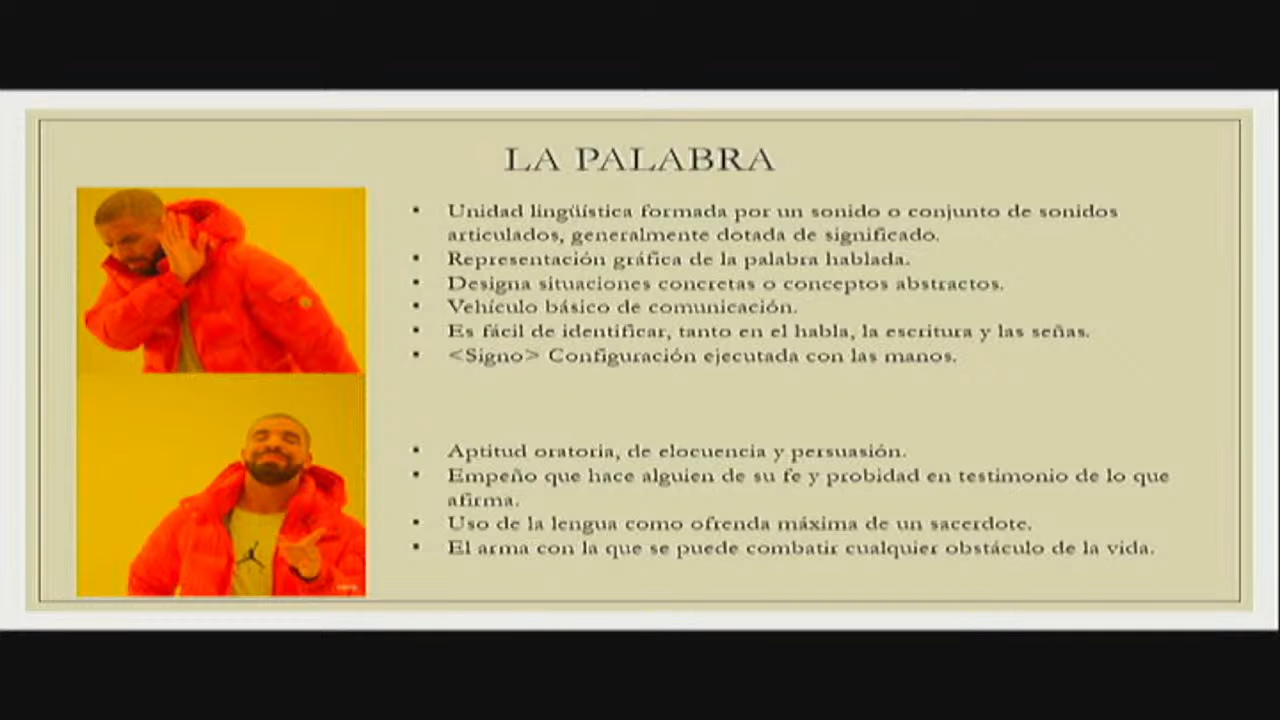 LA PALABRA
▪ Unidad lingüística formada por un sonido o conjunto de sonidos
articulados, generalmente dotada de significado.
▪ Representación gráfica de la palabra hablada.
▪ Designa situaciones concretas o conceptos abstractos.
▪ Vehículo básico de comunicación.
▪ Es fácil de identificar, tanto en el habla, la escritura y las señas.
▪ <Signo> Configuración ejecutada con las manos.
▪ Aptitud oratoria, de elocuencia y persuasión.
▪ Empeño que hace alguien de su fe y probidad en testimonio de lo que
afirma.
▪ Uso de la lengua como ofrenda máxima de un sacerdote.
▪ El arma con la que se puede combatir cualquier obstáculo de la vida.